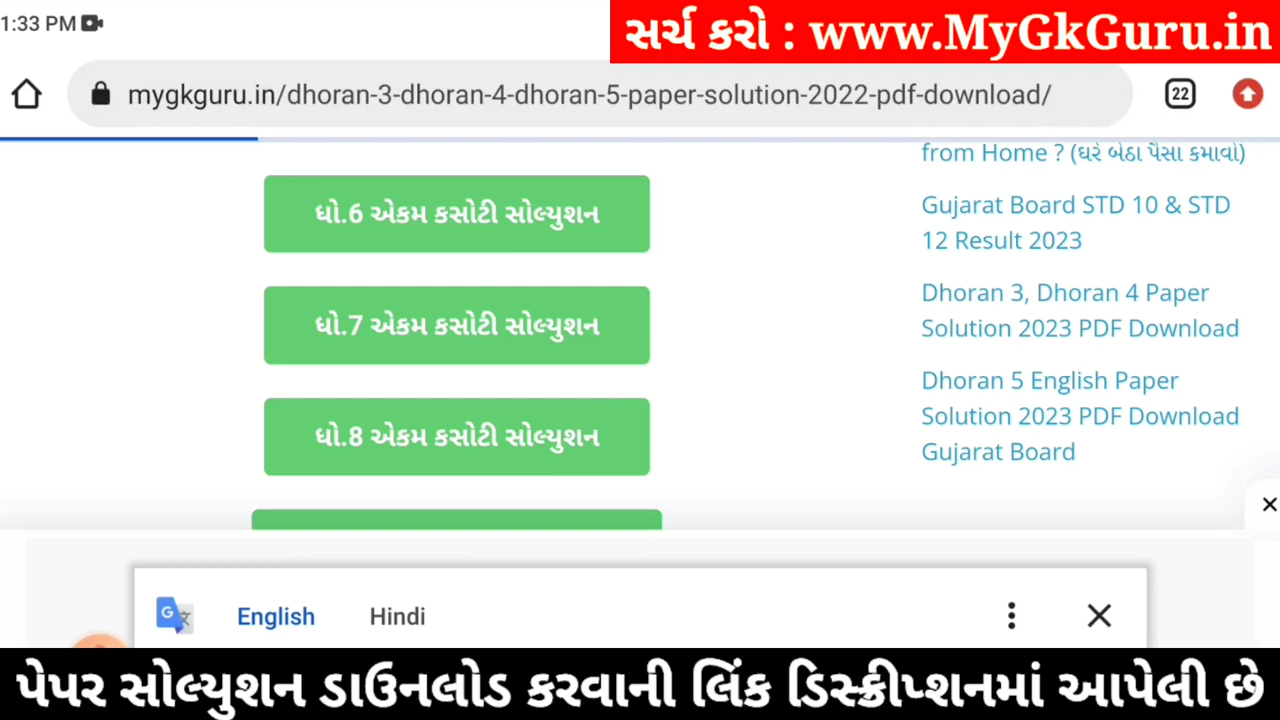 1:33 PM
સર્ચ કરો : www.MyGkGuru.in
mygkguru.in/dhoran-3-dhoran-4-dhoran-5-paper-solution-2022-pdf-download/
22
ધો.6 એકમ કસોટી સોલ્યુશન
ધો.7 એકમ કસોટી સોલ્યુશન
ધો.8 એકમ કસોટી સોલ્યુશન
from Home ? (ઘરે બેઠા પૈસા કમાવો)
Gujarat Board STD 10 & STD
12 Result 2023
Dhoran 3, Dhoran 4 Paper
Solution 2023 PDF Download
Dhoran 5 English Paper
Solution 2023 PDF Download
Gujarat Board
English Hindi
પેપર સોલ્યુશન ડાઉનલોડ કરવાની લિંક ડિસ્ક્રીપ્શનમાં આપેલી છે